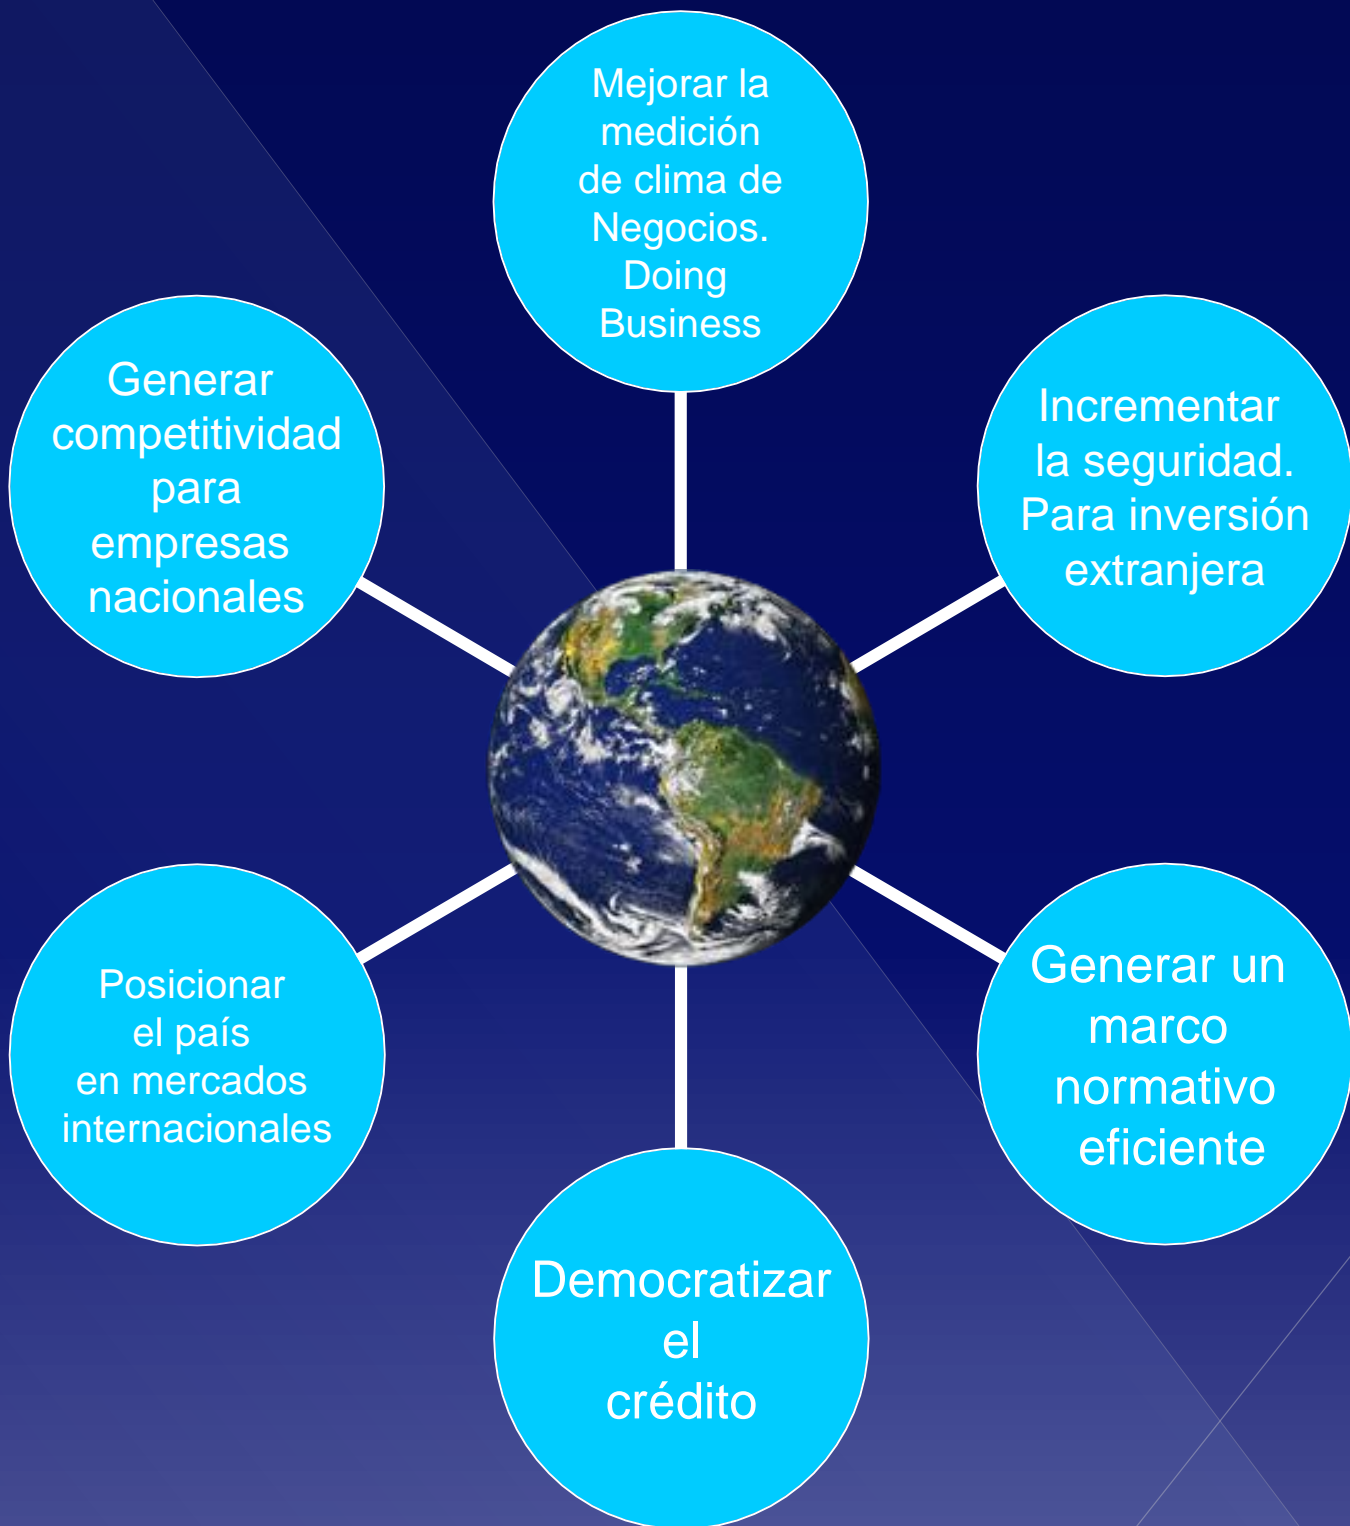 Mejorar la
medición
de clima de
Negocios.
Doing
Business
Incrementar
la seguridad.
Para inversión
extranjera
Generar un
marco
normativo
eficiente
Democratizar
el
crédito
Posicionar
el país
en mercados
internacionales
Generar
competitividad
para
empresas
nacionales